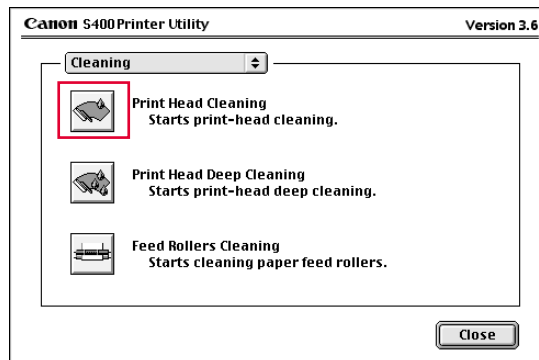 Canon S400 Printer Utility
Version 3.6
Cleaning
Print Head Cleaning
Starts print-head cleaning.
Print Head Deep Cleaning
Starts print-head deep cleaning.
Feed Rollers Cleaning
Starts cleaning paper feed rollers.
Close